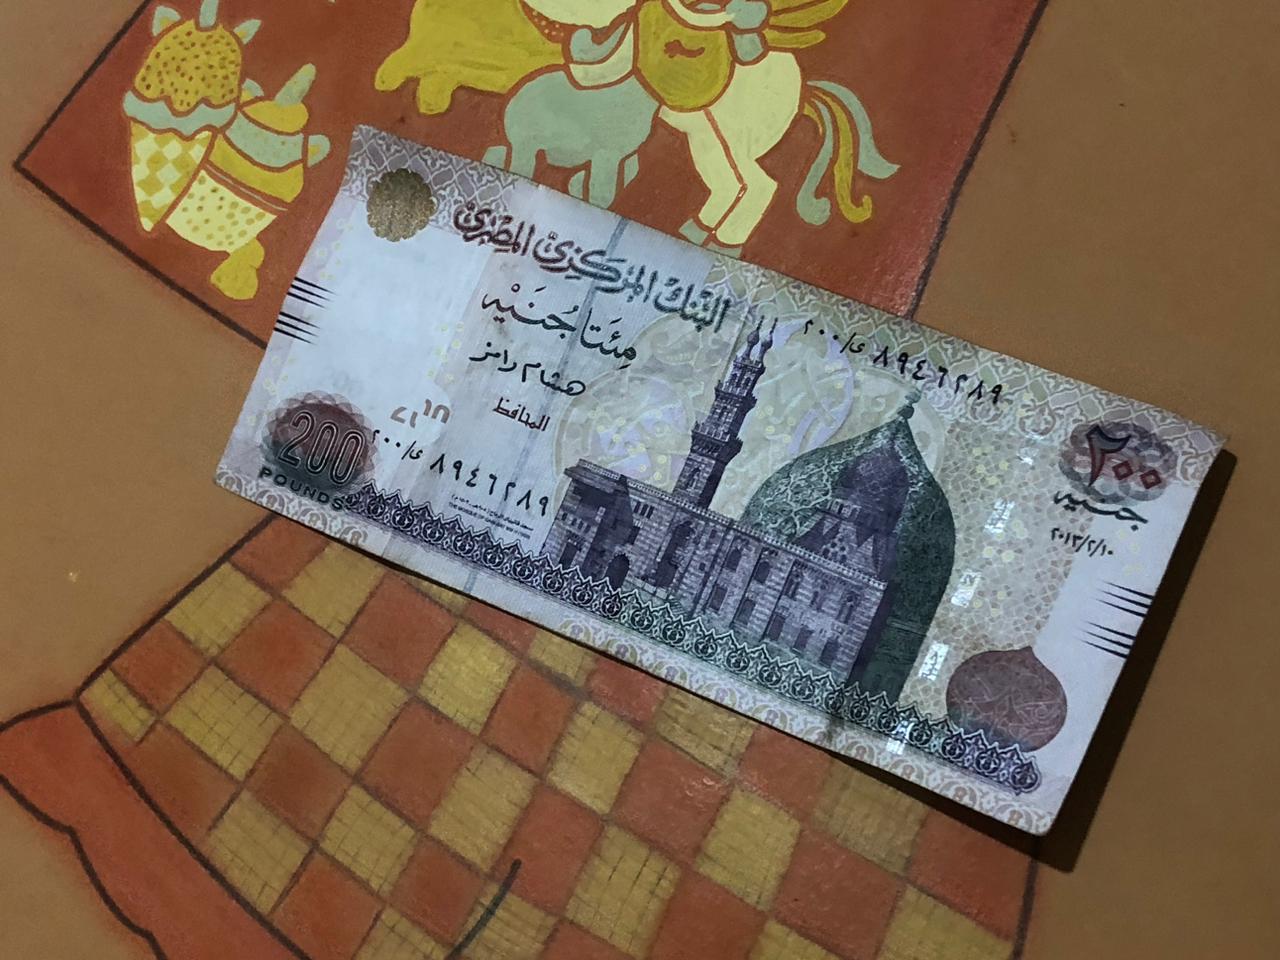 البنك المركزي المصري
مئتا جنيه
هشام رامز
المحافظ
٢٠٠/ى ٨٩٤٦٢٨٩
٢٠٠
جنيه
٢٠١٣/٢/١٠
200
POUNDS
٢٠٠/ى ٨٩٤٦٢٨٩